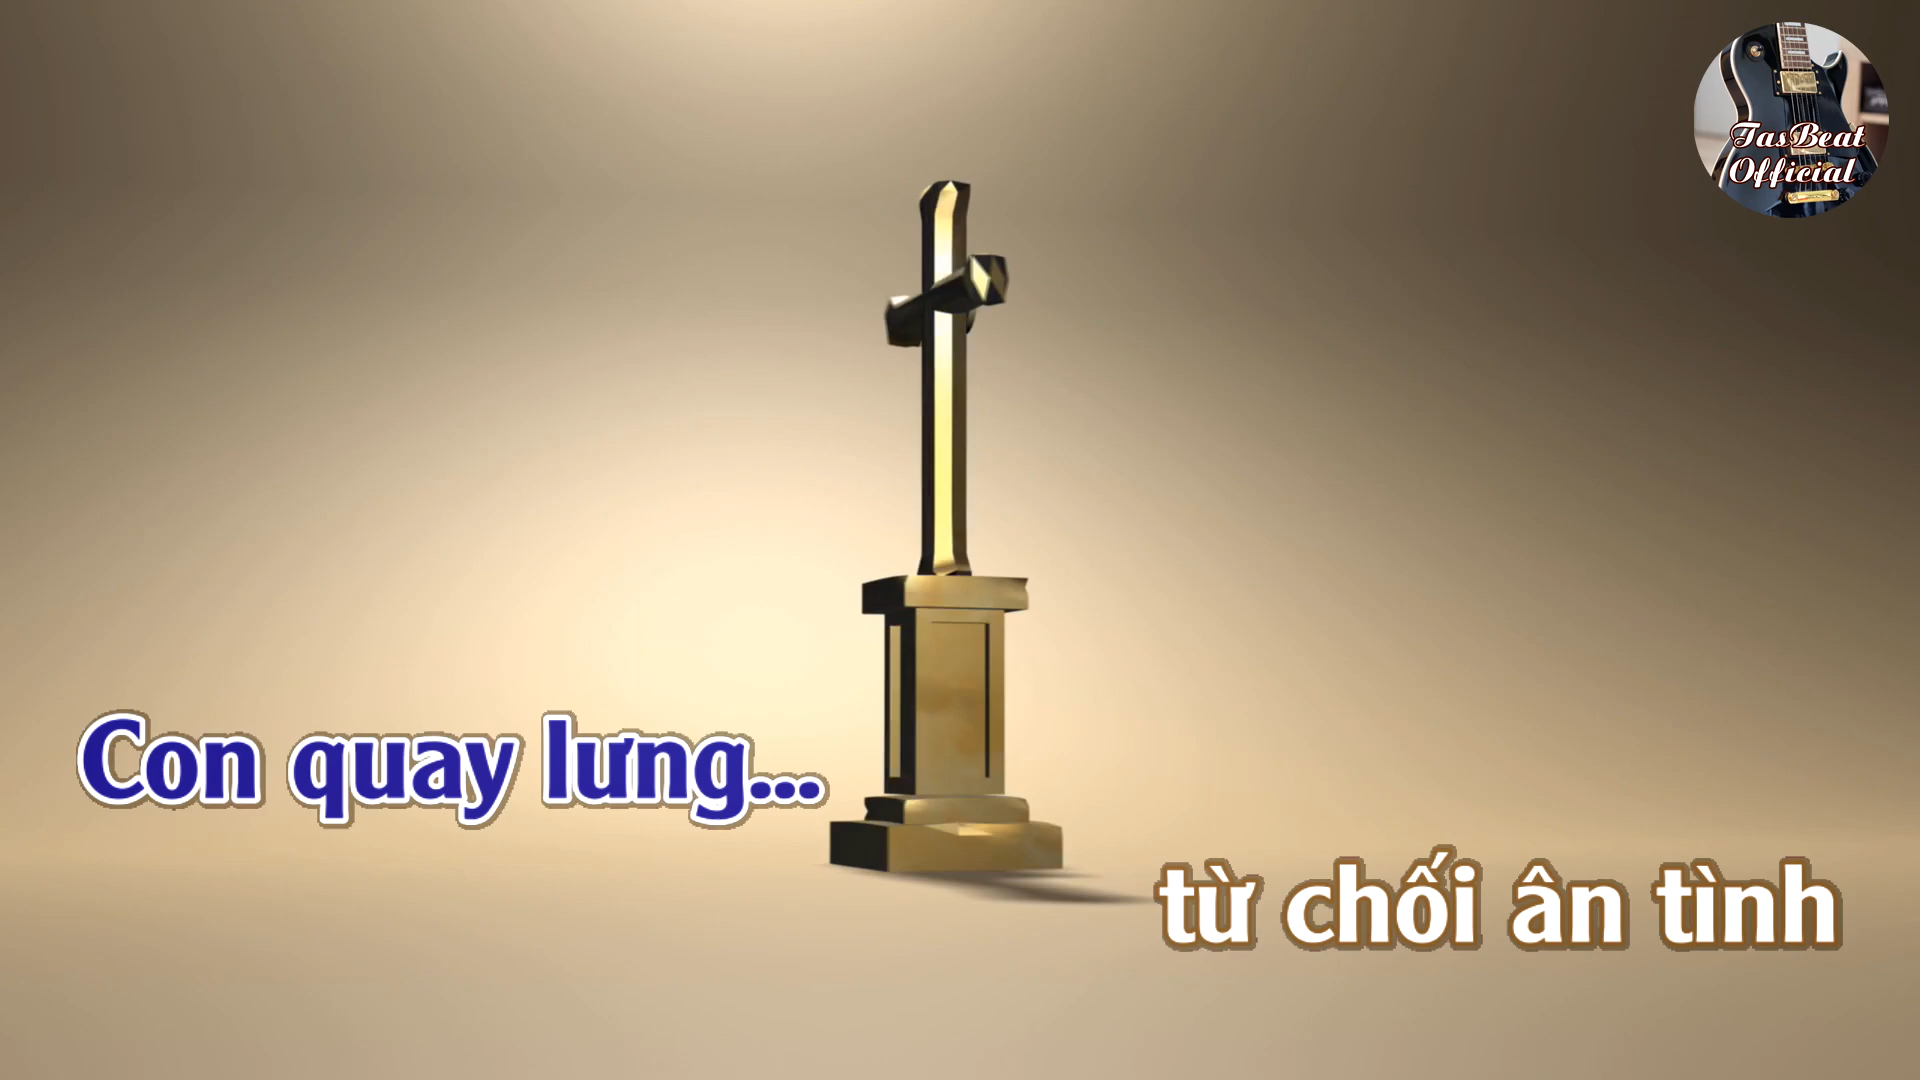 TasBeat
Official
Con quay lưng...
từ chối ân tình